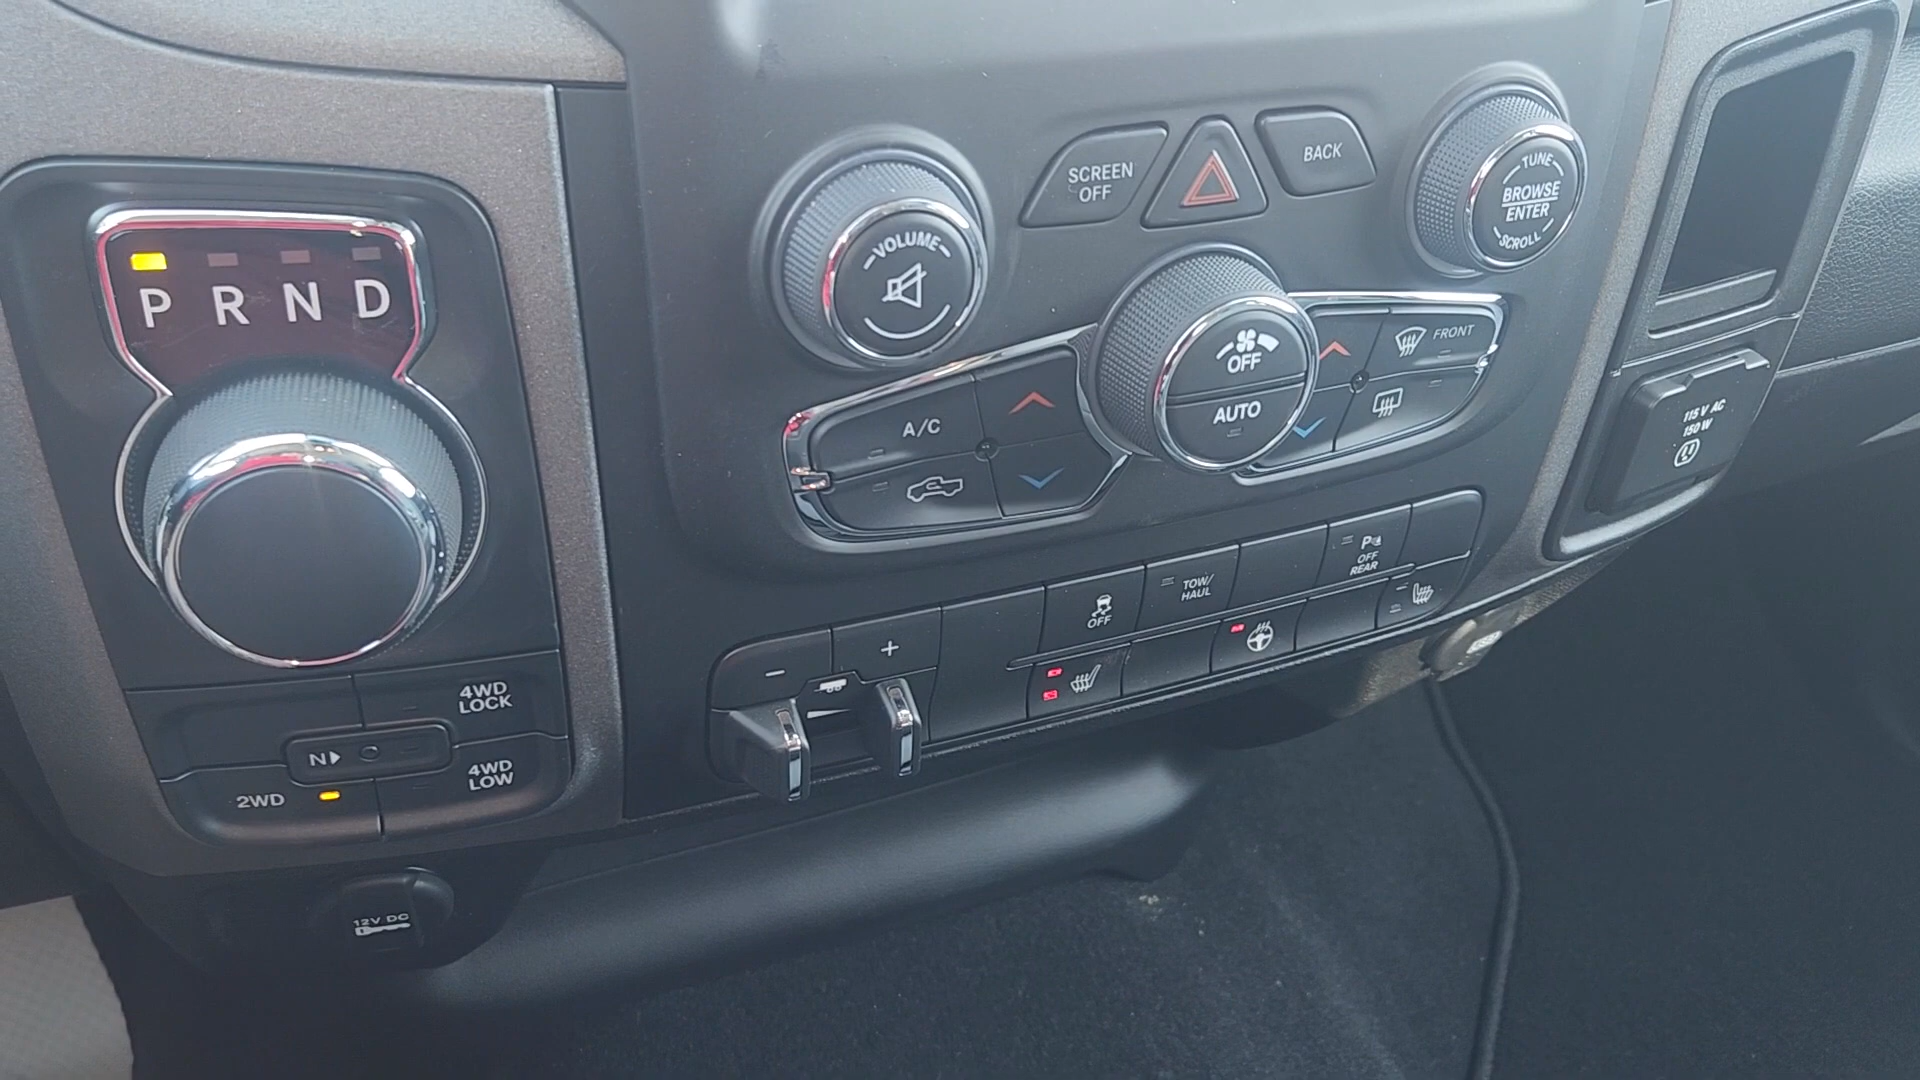 P R N D
4WD
LOCK
N
4WD
LOW
2WD
12V DC
VOLUME
SCREEN
OFF
BACK
TUNE
BROWSE
ENTER
SCROLL
A/C
OFF
AUTO
FRONT
115 V AC
150 W
- +
OFF
TOW/
HAUL
P
OFF
REAR